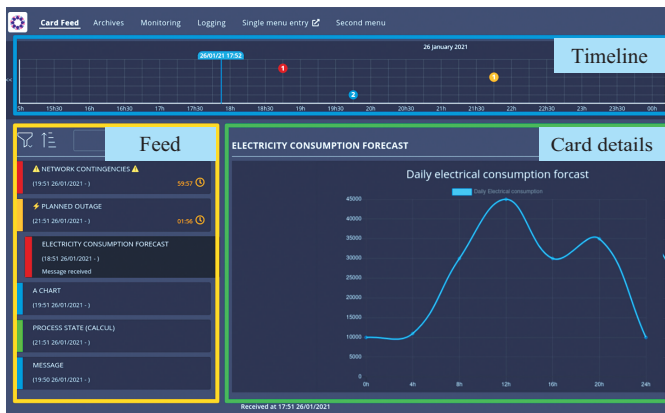 Card Feed Archives Monitoring Logging Single menu entry Second menu
26 January 2021
Timeline
26/01/21 17:52
1
1
2
<<
5h 15h30 16h 16h30 17h 17h30 18h 18h30 19h 19h30 20h 20h30 21h 21h30 22h 22h30 23h 23h30 00h
Feed
NETWORK CONTINGENCIES
(19:51 26/01/2021 - ) 59:57
PLANNED OUTAGE
(21:51 26/01/2021 - ) 01:56
ELECTRICITY CONSUMPTION FORECAST
(18:51 26/01/2021 - )
Message received
A CHART
(19:51 26/01/2021 - )
PROCESS STATE (CALCUL)
(21:51 26/01/2021 - )
MESSAGE
(19:50 26/01/2021 - )
ELECTRICITY CONSUMPTION FORECAST
Card details
Daily electrical consumption forcast
Daily Electrical consumption
45000
40000
35000
30000
25000
20000
15000
10000
5000
0
0h 4h 8h 12h 16h 20h 24h
Received at 17:51 26/01/2021